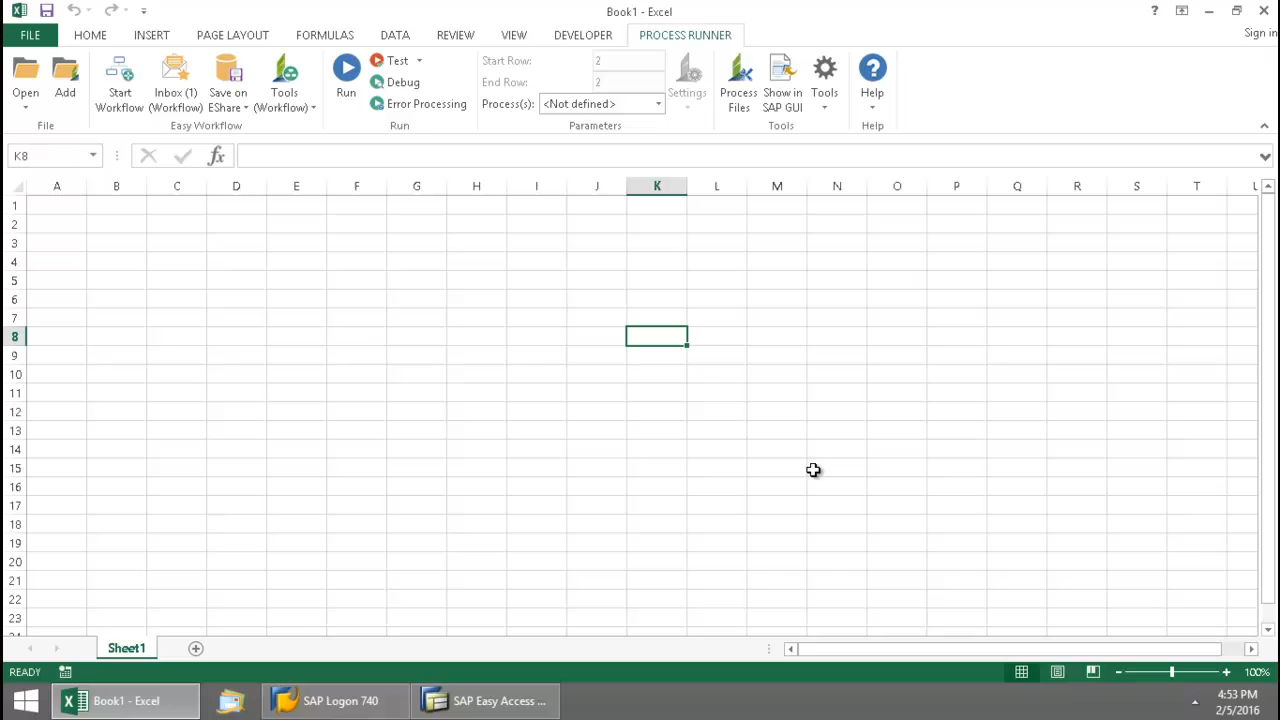 Book1 - Excel
?
FILE HOME INSERT PAGE LAYOUT FORMULAS DATA REVIEW VIEW DEVELOPER PROCESS RUNNER Sign in
Open
Add
File
Start
Workflow
Inbox (1)
(Workflow)
Save on
EShare
Tools
(Workflow)
Easy Workflow
Run
Test
Debug
Error Processing
Run
Start Row: 2
End Row: 2
Process(s): <Not defined>
Settings
Parameters
Process
Files
Show in
SAP GUI
Tools
Tools
?
Help
Help
K8
fx
A B C D E F G H I J K L M N O P Q R S T U
1
2
3
4
5
6
7
8
9
10
11
12
13
14
15
16
17
18
19
20
21
22
23
24
Sheet1
READY
100%
Book1 - Excel
SAP Logon 740
SAP Easy Access ...
4:53 PM
2/5/2016